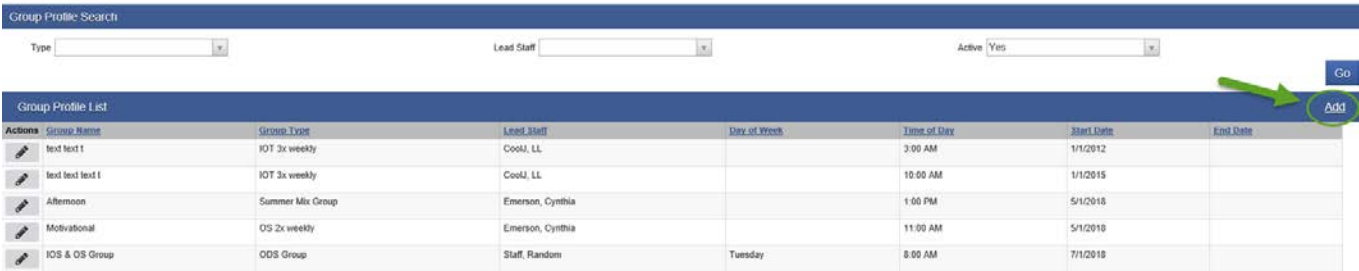 Group Profile Search
Type Lead Staff Active Yes
Go
Group Profile List Add
Actions Group Name Group Type Lead Staff Day of Week Time of Day Start Date End Date
text text t IOT 3x weekly CoolJ, LL 3:00 AM 1/1/2012
text text text t IOT 3x weekly CoolJ, LL 10:00 AM 1/1/2015
Afternoon Summer Mix Group Emerson, Cynthia 1:00 PM 5/1/2018
Motivational OS 2x weekly Emerson, Cynthia 11:00 AM 5/1/2018
IOS & OS Group ODS Group Staff, Random Tuesday 8:00 AM 7/1/2018